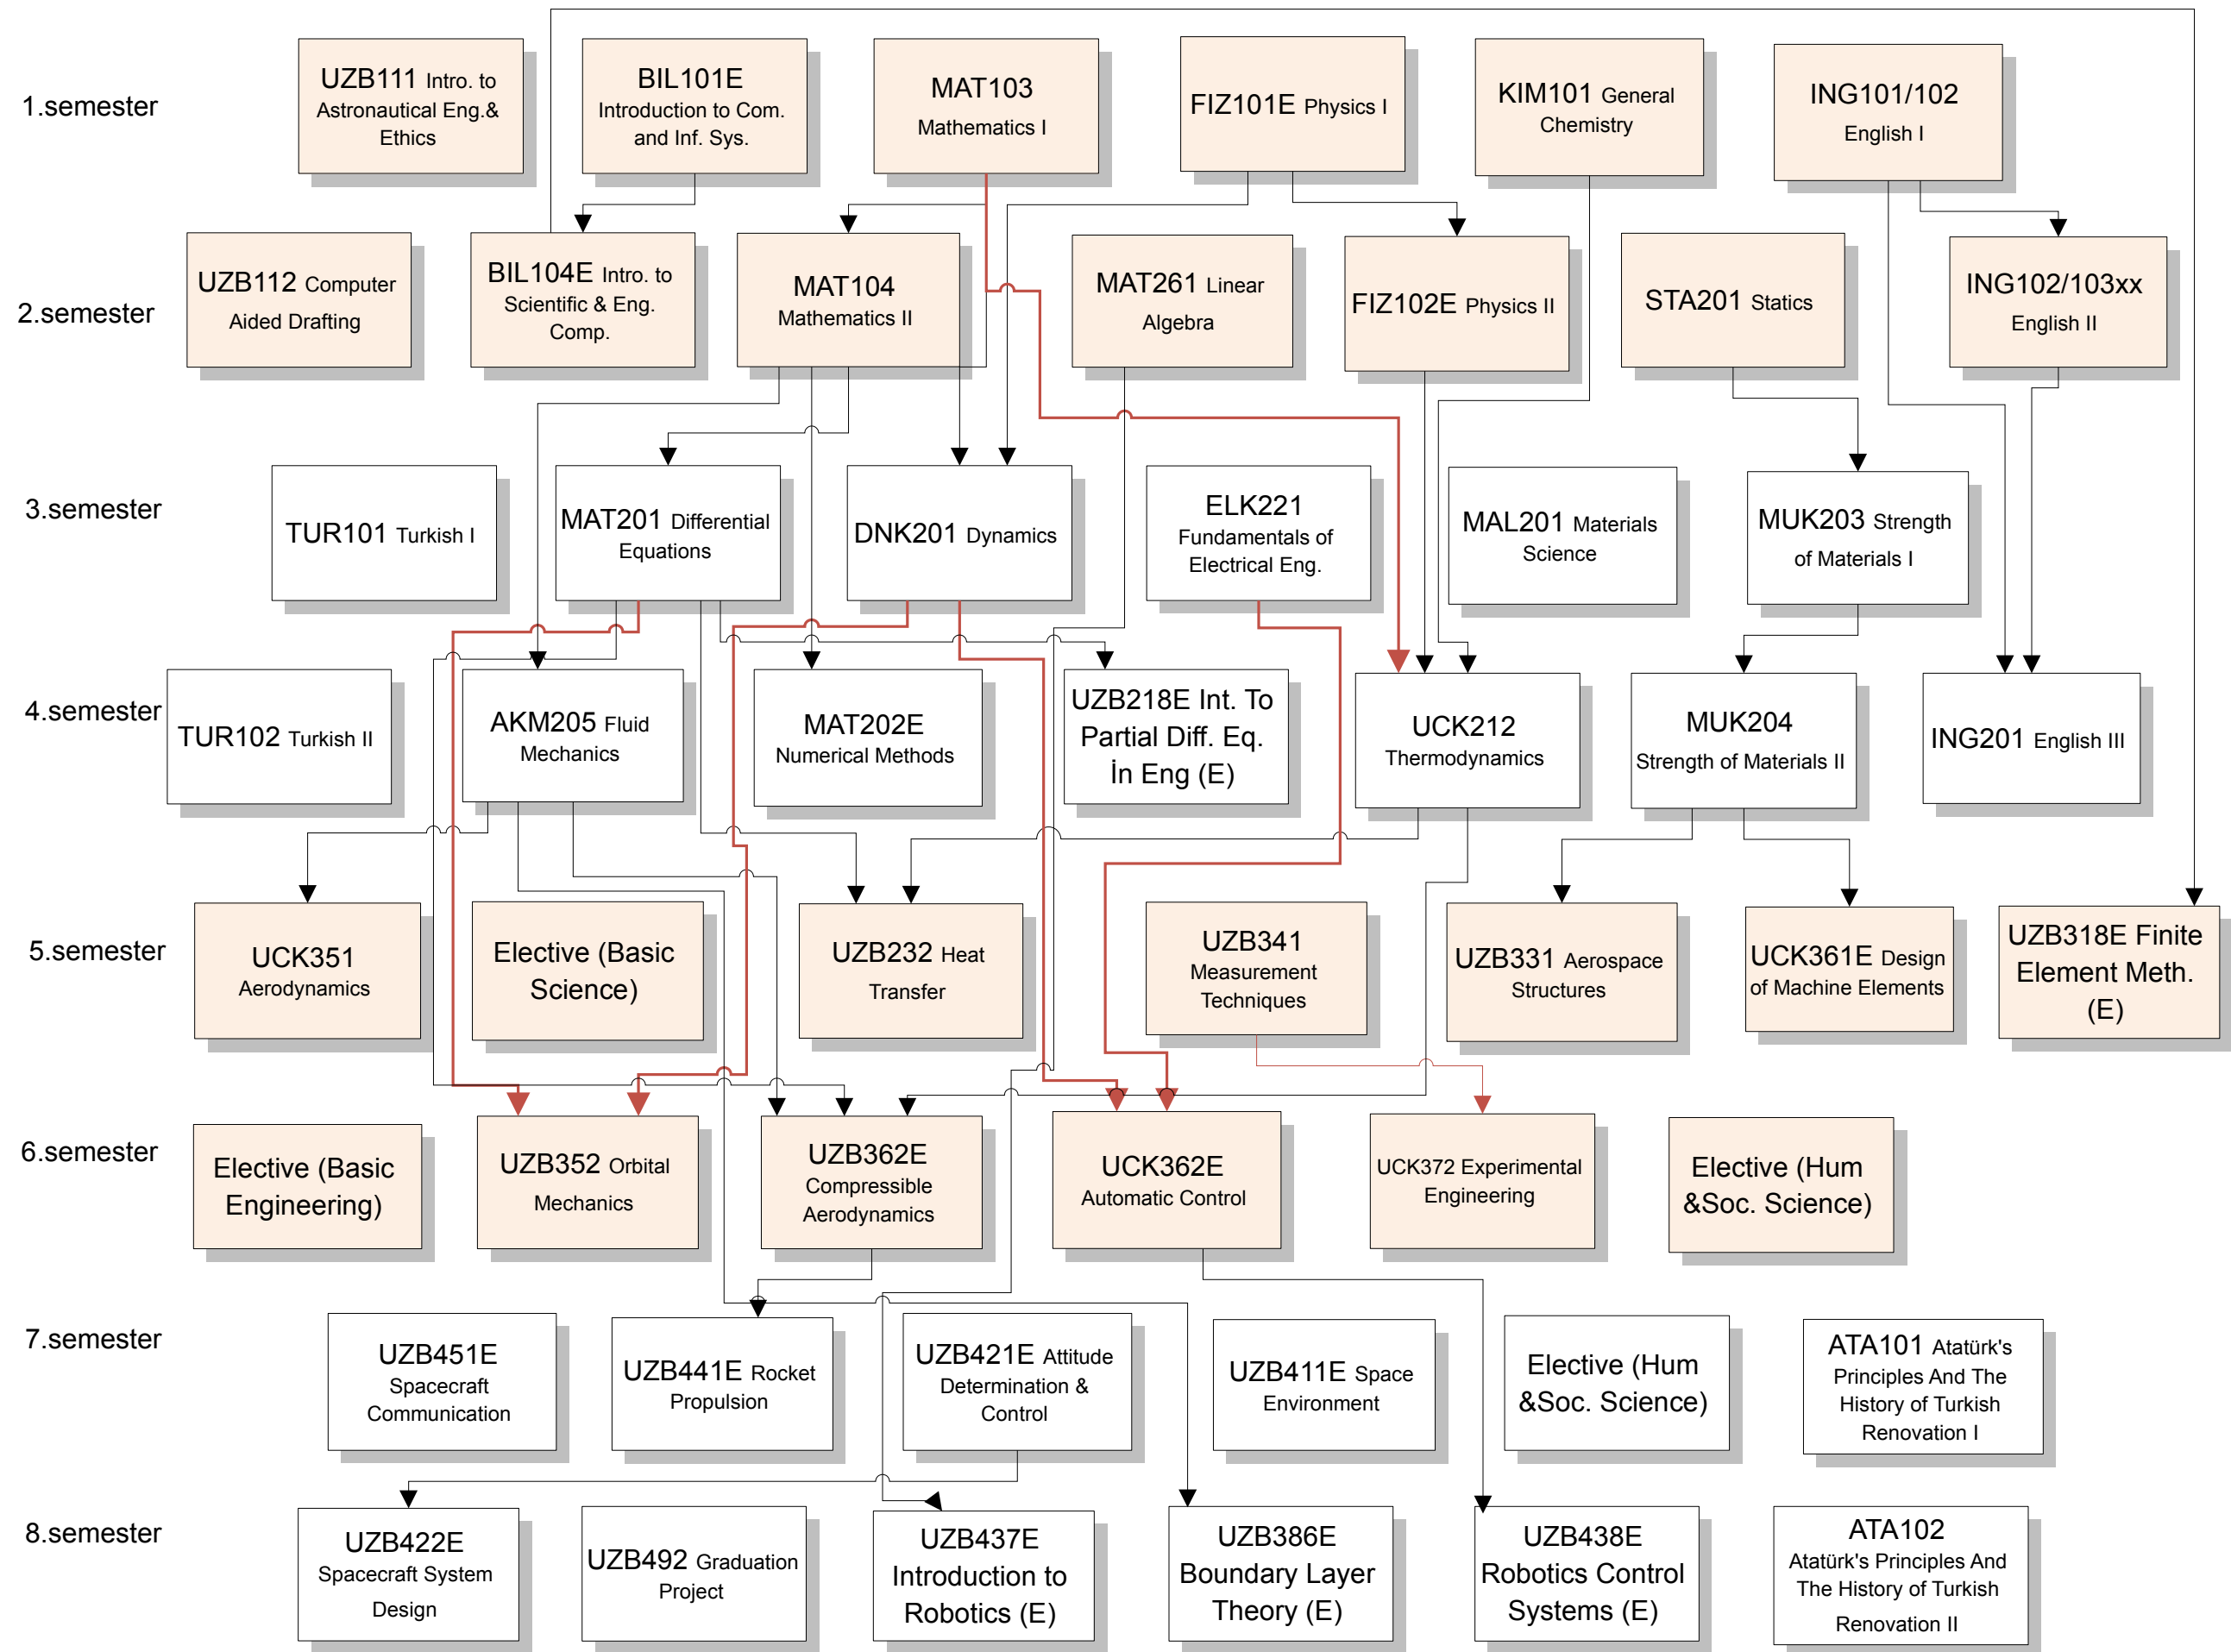 1.semester
UZB111 Intro. to
Astronautical Eng.&
Ethics
BIL101E
Introduction to Com.
and Inf. Sys.
MAT103
Mathematics I
FIZ101E Physics I
KIM101 General
Chemistry
ING101/102
English I
2.semester
UZB112 Computer
Aided Drafting
BIL104E Intro. to
Scientific & Eng.
Comp.
MAT104
Mathematics II
MAT261 Linear
Algebra
FIZ102E Physics II
STA201 Statics
ING102/103xx
English II
3.semester
TUR101 Turkish I
MAT201 Differential
Equations
DNK201 Dynamics
ELK221
Fundamentals of
Electrical Eng.
MAL201 Materials
Science
MUK203 Strength
of Materials I
4.semester
TUR102 Turkish II
AKM205 Fluid
Mechanics
MAT202E
Numerical Methods
UZB218E Int. To
Partial Diff. Eq.
İn Eng (E)
UCK212
Thermodynamics
MUK204
Strength of Materials II
ING201 English III
5.semester
UCK351
Aerodynamics
Elective (Basic
Science)
UZB232 Heat
Transfer
UZB341
Measurement
Techniques
UZB331 Aerospace
Structures
UCK361E Design
of Machine Elements
UZB318E Finite
Element Meth.
(E)
6.semester
Elective (Basic
Engineering)
UZB352 Orbital
Mechanics
UZB362E
Compressible
Aerodynamics
UCK362E
Automatic Control
UCK372 Experimental
Engineering
Elective (Hum
&Soc. Science)
7.semester
UZB451E
Spacecraft
Communication
UZB441E Rocket
Propulsion
UZB421E Attitude
Determination &
Control
UZB411E Space
Environment
Elective (Hum
&Soc. Science)
ATA101 Atatürk's
Principles And The
History of Turkish
Renovation I
8.semester
UZB422E
Spacecraft System
Design
UZB492 Graduation
Project
UZB437E
Introduction to
Robotics (E)
UZB386E
Boundary Layer
Theory (E)
UZB438E
Robotics Control
Systems (E)
ATA102
Atatürk's Principles And
The History of Turkish
Renovation II